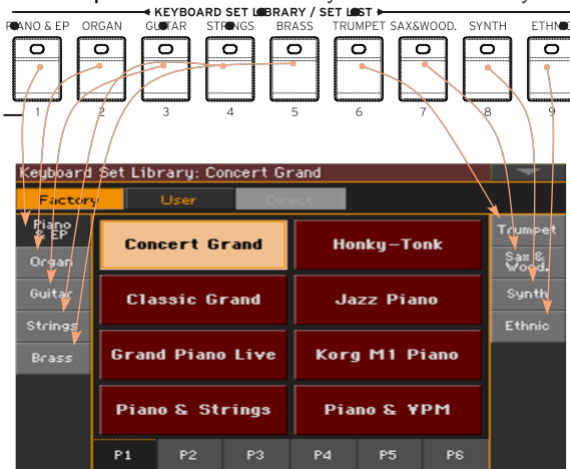 KEYBOARD SET LIBRARY / SET LIST
PIANO & EP ORGAN GUITAR STRINGS BRASS TRUMPET SAX&WOOD. SYNTH ETHNIC
1 2 3 4 5 6 7 8 9
Keyboard Set Library: Concert Grand
Factory User Direct
Piano & EP
Organ
Guitar
Strings
Brass
Concert Grand Honky-Tonk
Classic Grand Jazz Piano
Grand Piano Live Korg M1 Piano
Piano & Strings Piano & ¥PM
Trumpet
Sax & Wood.
Synth
Ethnic
P1 P2 P3 P4 P5 P6